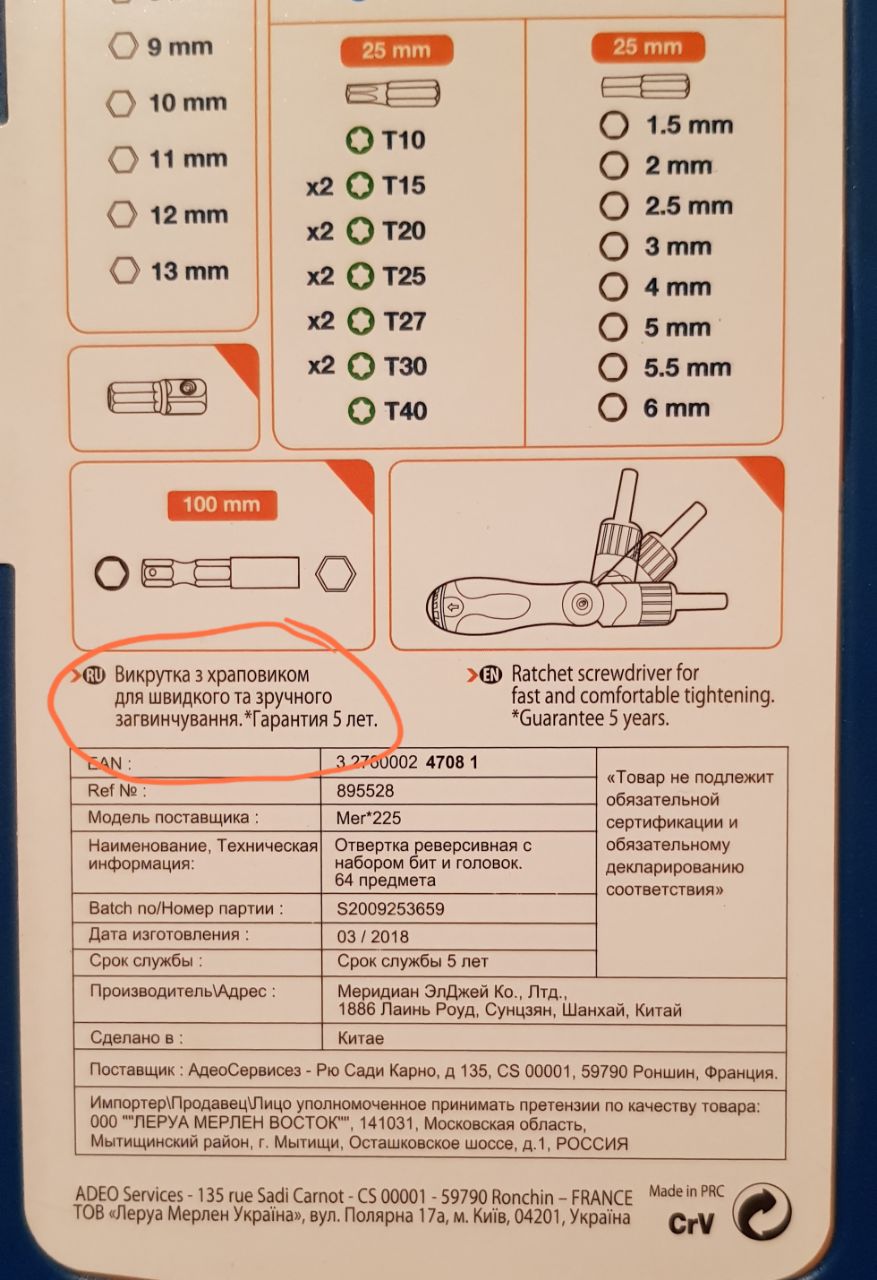 9 mm
10 mm
11 mm
12 mm
13 mm
25 mm
T10
x2 T15
x2 T20
x2 T25
x2 T27
x2 T30
T40
25 mm
1.5 mm
2 mm
2.5 mm
3 mm
4 mm
5 mm
5.5 mm
6 mm
100 mm
RU Викрутка з храповиком
для швидкого та зручного
загвинчування.*Гарантия 5 лет.
EN Ratchet screwdriver for
fast and comfortable tightening.
*Guarantee 5 years.
EAN : 3 2760002 4708 1
Ref № : 895528
Модель поставщика : Mer*225
Наименование, Техническая
информация:
Отвертка реверсивная с
набором бит и головок.
64 предмета
Batch no/Номер партии : S2009253659
Дата изготовления : 03 / 2018
Срок службы : Срок службы 5 лет
«Товар не подлежит
обязательной
сертификации и
обязательному
декларированию
соответствия»
Производитель\Адрес : Меридиан ЭлДжей Ко., Лтд.,
1886 Лаинь Роуд, Сунцзян, Шанхай, Китай
Сделано в : Китае
Поставщик : АдеоСервисез - Рю Сади Карно, д 135, CS 00001, 59790 Роншин, Франция.
Импортер\Продавец\Лицо уполномоченное принимать претензии по качеству товара:
ООО ""ЛЕРУА МЕРЛЕН ВОСТОК"", 141031, Московская область,
Мытищинский район, г. Мытищи, Осташковское шоссе, д.1, РОССИЯ
ADEO Services - 135 rue Sadi Carnot - CS 00001 - 59790 Ronchin – FRANCE
ТОВ «Леруа Мерлен Україна», вул. Полярна 17а, м. Київ, 04201, Україна
Made in PRC
CrV